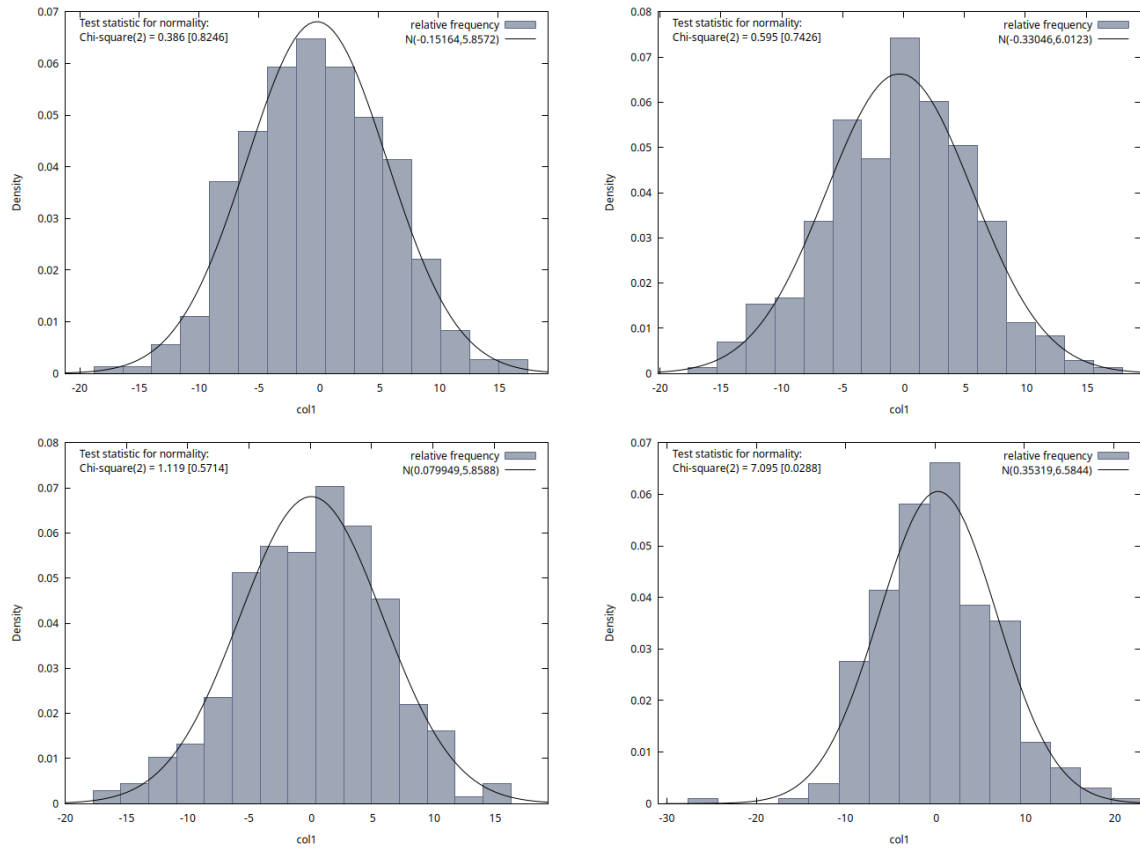 Test statistic for normality:
Chi-square(2) = 0.386 [0.8246]
relative frequency
N(-0.15164,5.8572)
0.07
0.06
0.05
0.04
0.03
0.02
0.01
0
Density
-20
-15
-10
-5
0
5
10
15
col1
Test statistic for normality:
Chi-square(2) = 0.595 [0.7426]
relative frequency
N(-0.33046,6.0123)
0.08
0.07
0.06
0.05
0.04
0.03
0.02
0.01
0
Density
-20
-15
-10
-5
0
5
10
15
col1
Test statistic for normality:
Chi-square(2) = 1.119 [0.5714]
relative frequency
N(0.079949,5.8588)
0.08
0.07
0.06
0.05
0.04
0.03
0.02
0.01
0
Density
-20
-15
-10
-5
0
5
10
15
col1
Test statistic for normality:
Chi-square(2) = 7.095 [0.0288]
relative frequency
N(0.35319,6.5844)
0.07
0.06
0.05
0.04
0.03
0.02
0.01
0
Density
-30
-20
-10
0
10
20
col1